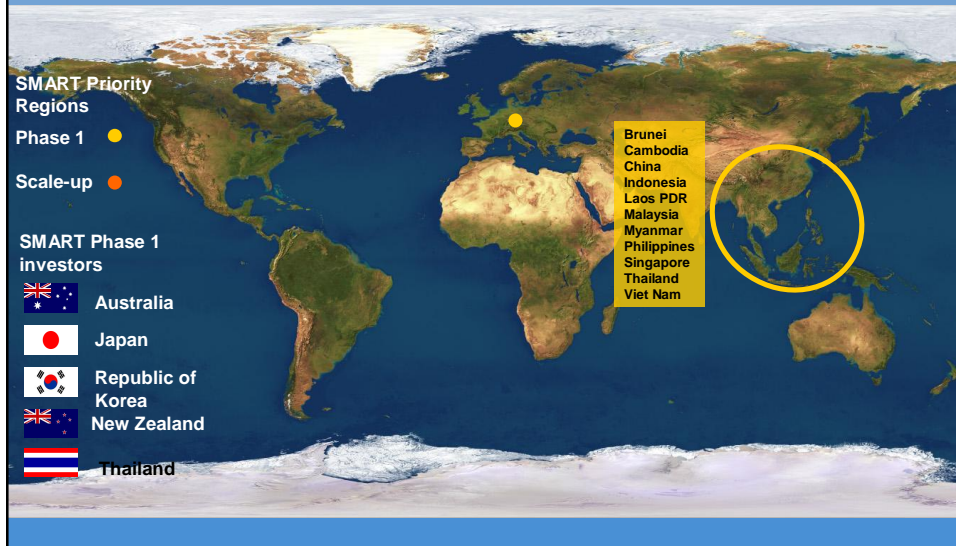 SMART Priority
Regions
Phase 1
Scale-up
SMART Phase 1
investors
Australia
Japan
Republic of
Korea
New Zealand
Thailand
Brunei
Cambodia
China
Indonesia
Laos PDR
Malaysia
Myanmar
Philippines
Singapore
Thailand
Viet Nam